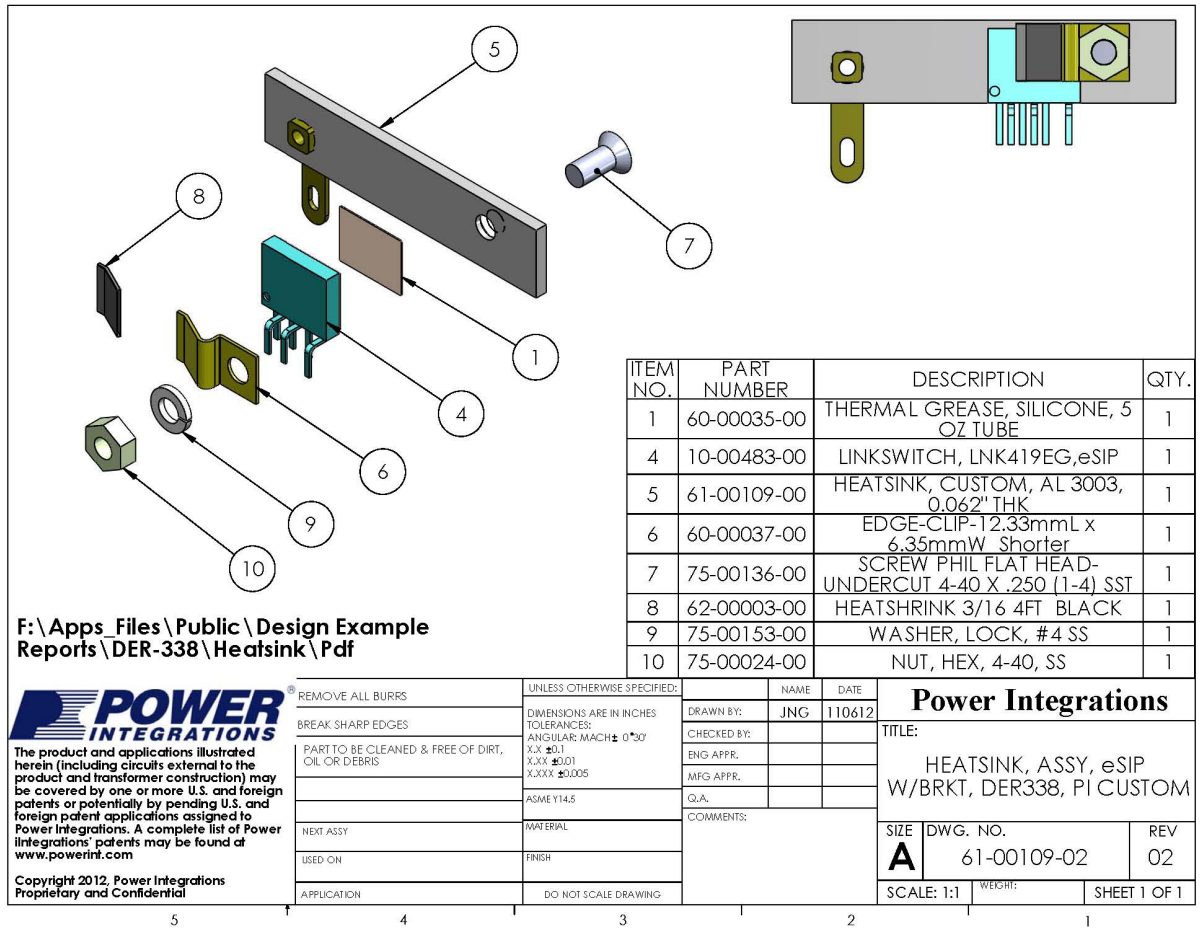 5
8
7
1
4
6
9
10
ITEM NO. PART NUMBER DESCRIPTION QTY.
1 60-00035-00 THERMAL GREASE, SILICONE, 5 OZ TUBE 1
4 10-00483-00 LINKSWITCH, LNK419EG,eSIP 1
5 61-00109-00 HEATSINK, CUSTOM, AL 3003, 0.062" THK 1
6 60-00037-00 EDGE-CLIP-12.33mmL x 6.35mmW Shorter 1
7 75-00136-00 SCREW PHIL FLAT HEAD-UNDERCUT 4-40 X .250 (1-4) SST 1
8 62-00003-00 HEATSHRINK 3/16 4FT BLACK 1
9 75-00153-00 WASHER, LOCK, #4 SS 1
10 75-00024-00 NUT, HEX, 4-40, SS 1
F:\Apps_Files\Public\Design Example
Reports\DER-338\Heatsink\Pdf
POWER®
INTEGRATIONS
The product and applications illustrated
herein (including circuits external to the
product and transformer construction) may
be covered by one or more U.S. and foreign
patents or potentially by pending U.S. and
foreign patent applications assigned to
Power Integrations. A complete list of Power
iIntegrations' patents may be found at
www.powerint.com
Copyright 2012, Power Integrations
Proprietary and Confidential
REMOVE ALL BURRS
BREAK SHARP EDGES
PART TO BE CLEANED & FREE OF DIRT,
OIL OR DEBRIS
NEXT ASSY
USED ON
APPLICATION
UNLESS OTHERWISE SPECIFIED:
DIMENSIONS ARE IN INCHES
TOLERANCES:
ANGULAR: MACH± 0°30'
X.X ±0.1
X.XX ±0.01
X.XXX ±0.005
ASME Y14.5
MATERIAL
FINISH
DO NOT SCALE DRAWING
NAME DATE
DRAWN BY: JNG 110612
CHECKED BY:
ENG APPR.
MFG APPR.
Q.A.
COMMENTS:
Power Integrations
TITLE:
HEATSINK, ASSY, eSIP
W/BRKT, DER338, PI CUSTOM
SIZE DWG. NO. REV
A 61-00109-02 02
SCALE: 1:1 WEIGHT: SHEET 1 OF 1
5 4 3 2 1